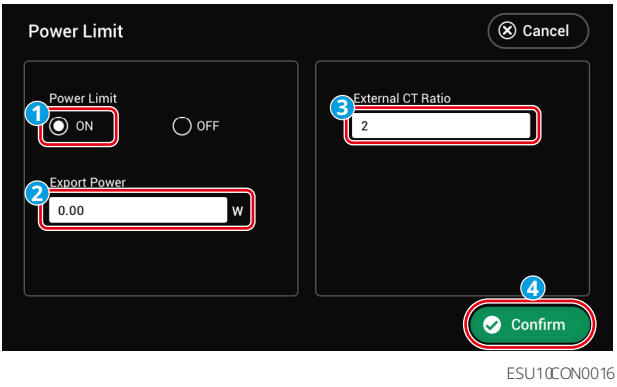 Power Limit
Cancel
Power Limit
1
ON
OFF
Export Power
2
0.00
W
External CT Ratio
3
2
4
Confirm
ESU10CON0016